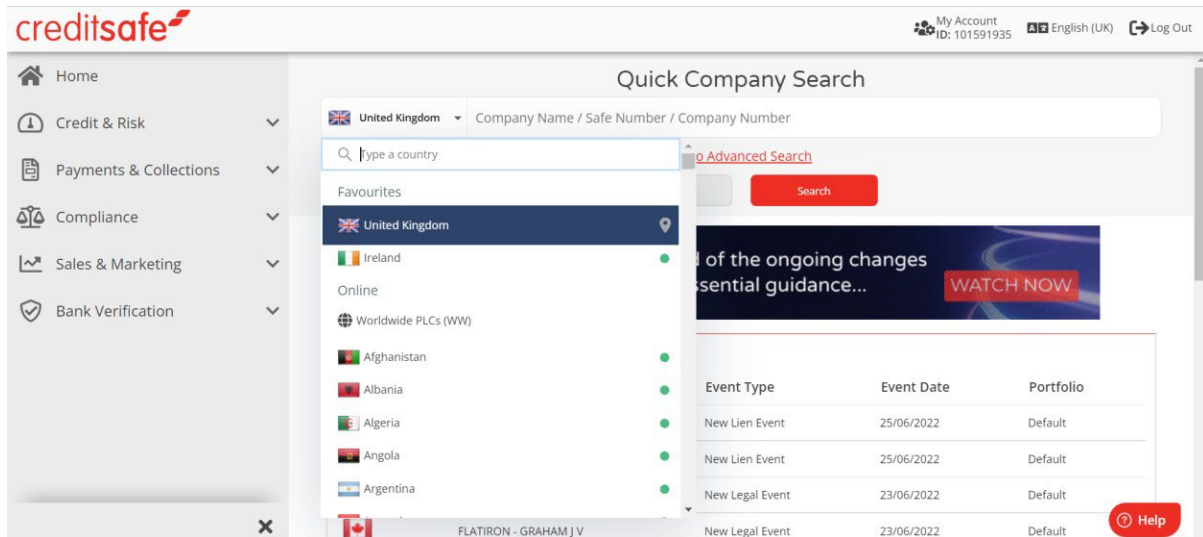 creditsafe
My Account
ID: 101591935
English (UK)
Log Out
Home
Credit & Risk
Payments & Collections
Compliance
Sales & Marketing
Bank Verification
Quick Company Search
United Kingdom
Company Name / Safe Number / Company Number
Type a country
o Advanced Search
Search
Favourites
United Kingdom
Ireland
Online
Worldwide PLCs (WW)
Afghanistan
Albania
Algeria
Angola
Argentina
of the ongoing changes
ssential guidance...
WATCH NOW
Event Type Event Date Portfolio
New Lien Event 25/06/2022 Default
New Lien Event 25/06/2022 Default
New Legal Event 23/06/2022 Default
FLATIRON - GRAHAM J V New Legal Event 23/06/2022 Default
Help